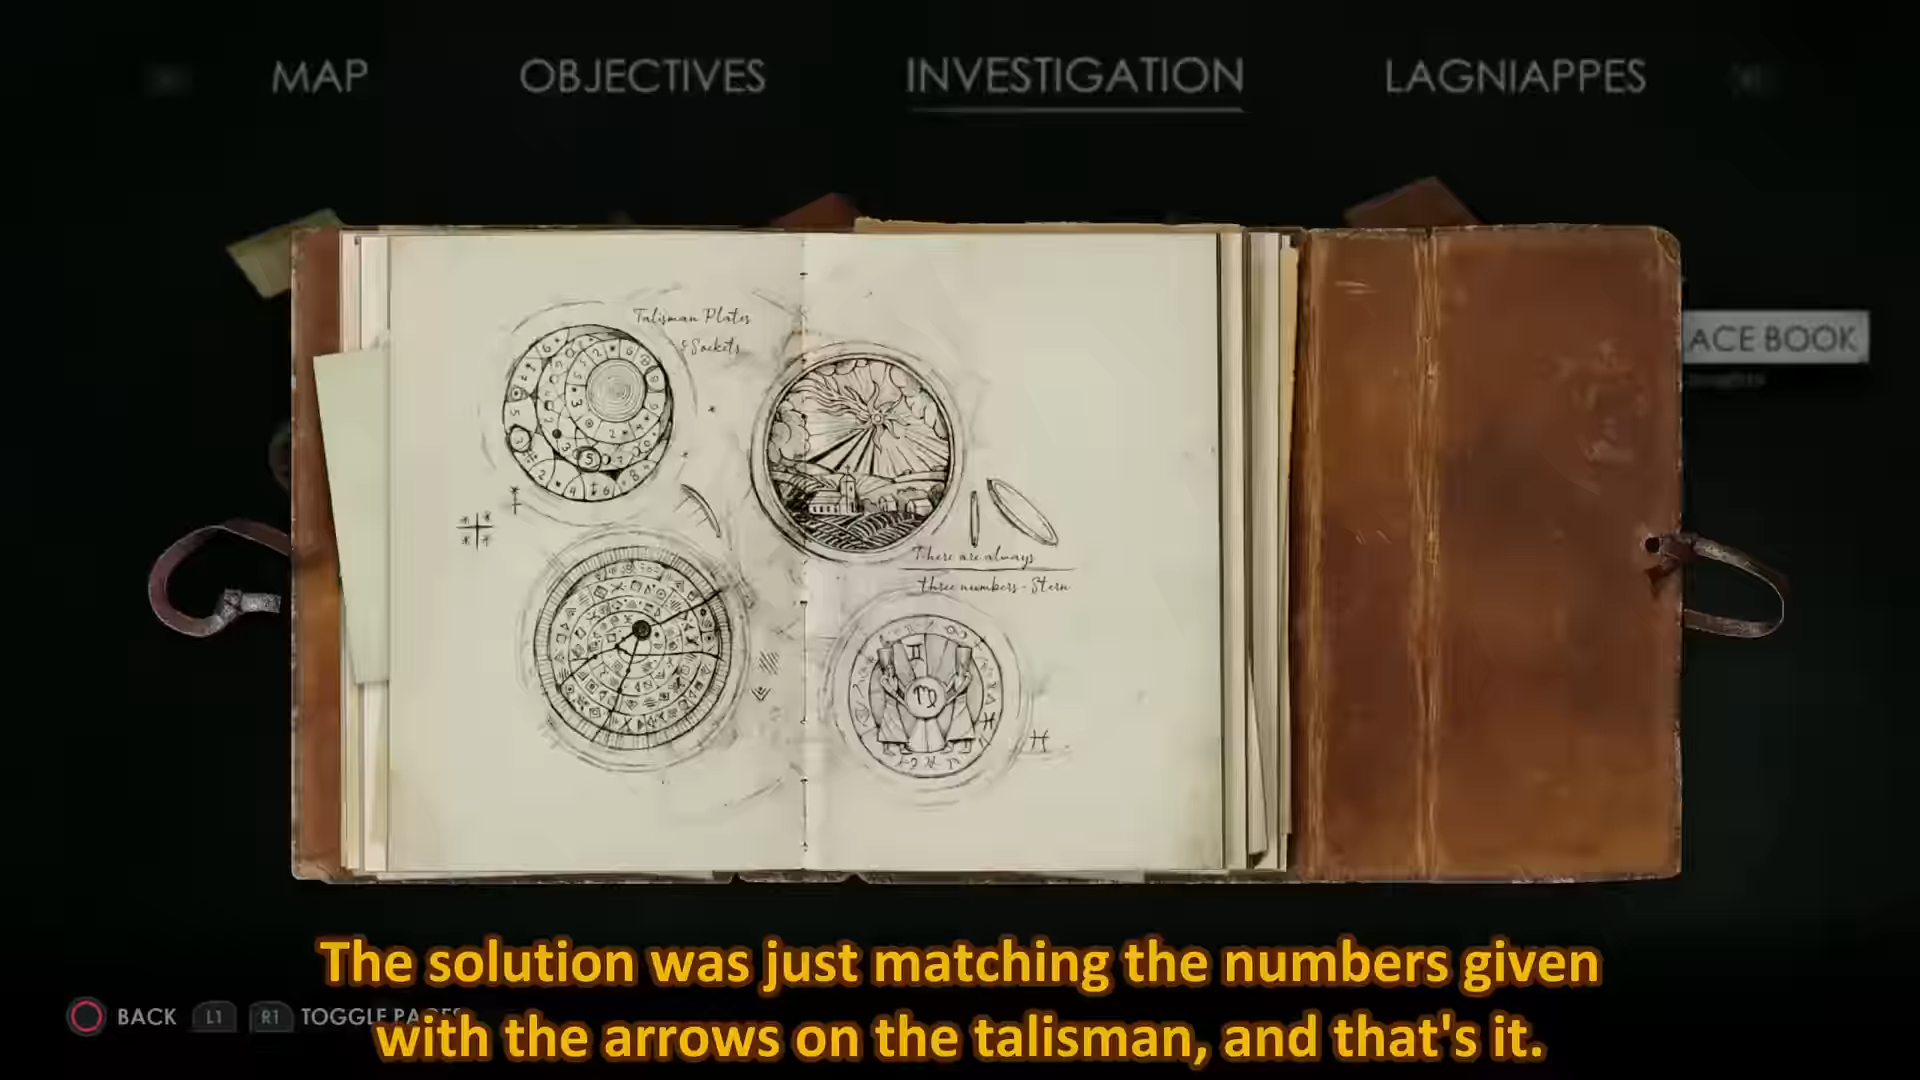 MAP
OBJECTIVES
INVESTIGATION
LAGNIAPPES
Talisman Plates
& Sockets
ACE BOOK
There are always
three numbers - Stern
The solution was just matching the numbers given
with the arrows on the talisman, and that's it.
BACK
L1
R1
TOGGLE PAGES